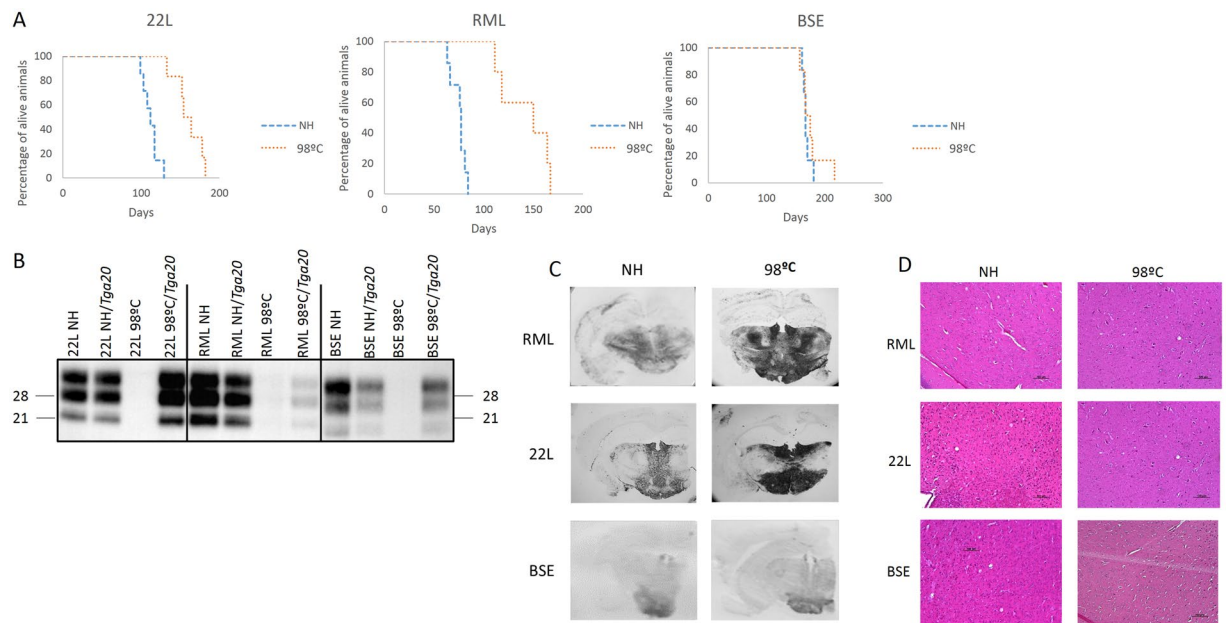 A
22L
RML
BSE
Percentage of alive animals
100
80
60
40
20
0
0
100
200
Days
NH
98ºC
Percentage of alive animals
100
80
60
40
20
0
0
50
100
150
200
Days
NH
98ºC
Percentage of alive animals
100
80
60
40
20
0
0
100
200
300
Days
NH
98ºC
B
22L NH
22L NH/Tga20
22L 98ºC
22L 98ºC/Tga20
RML NH
RML NH/Tga20
RML 98ºC
RML 98ºC/Tga20
BSE NH
BSE NH/Tga20
BSE 98ºC
BSE 98ºC/Tga20
28
21
28
21
C
NH
98ºC
RML
22L
BSE
D
NH
98ºC
RML
22L
BSE